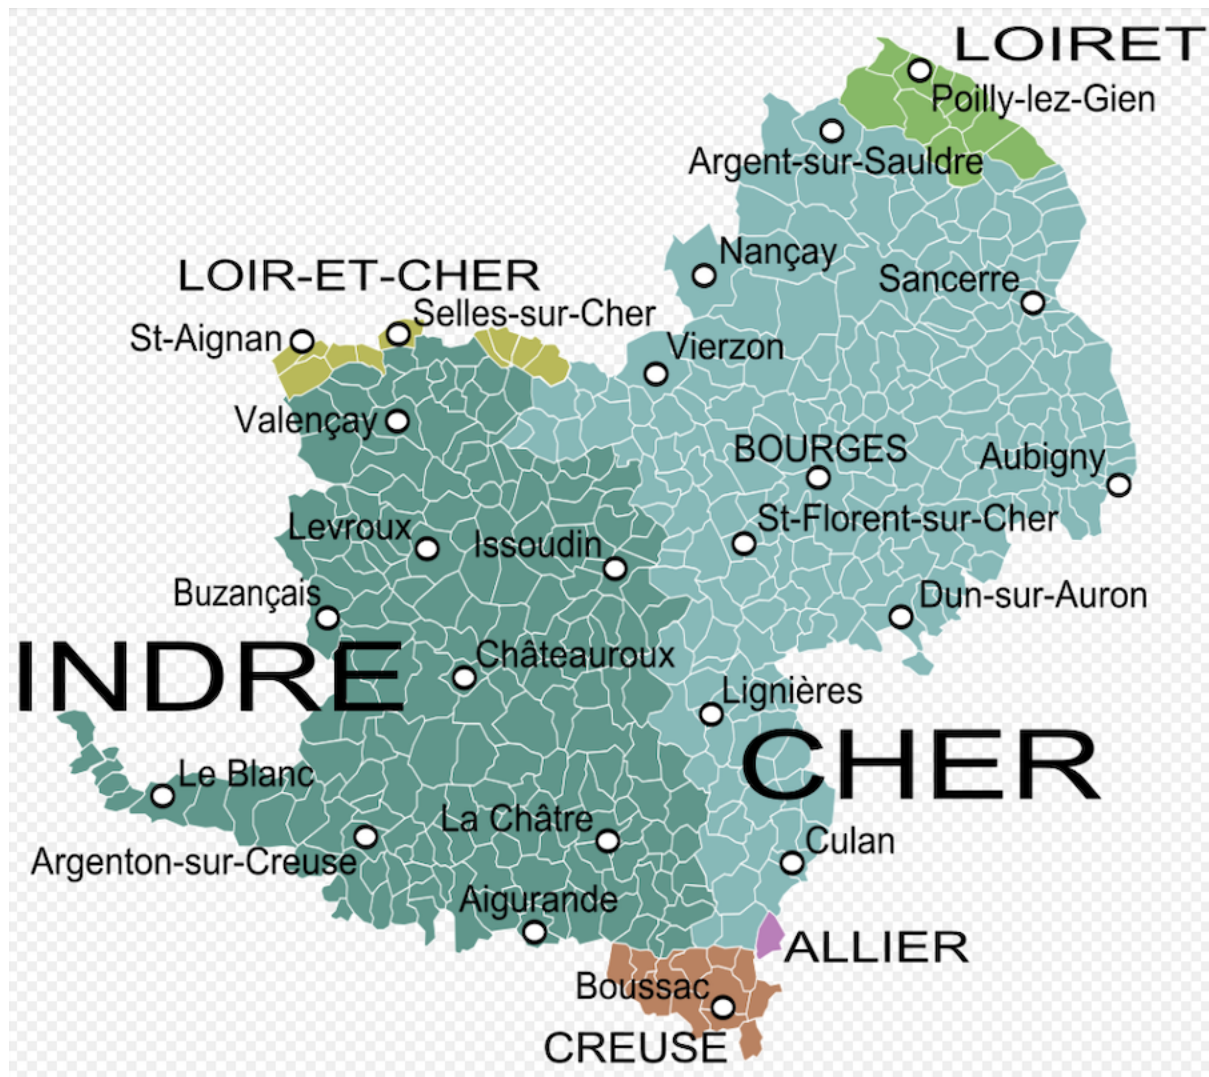 LOIRET
Poilly-lez-Gien
Argent-sur-Sauldre
Nançay
LOIR-ET-CHER
Sancerre
Selles-sur-Cher
St-Aignan
Vierzon
Valençay
BOURGES
Aubigny
St-Florent-sur-Cher
Levroux
Issoudin
Buzançais
Dun-sur-Auron
Châteauroux
INDRE
Lignières
CHER
Le Blanc
La Châtre
Culan
Argenton-sur-Creuse
Aigurande
ALLIER
Boussac
CREUSE